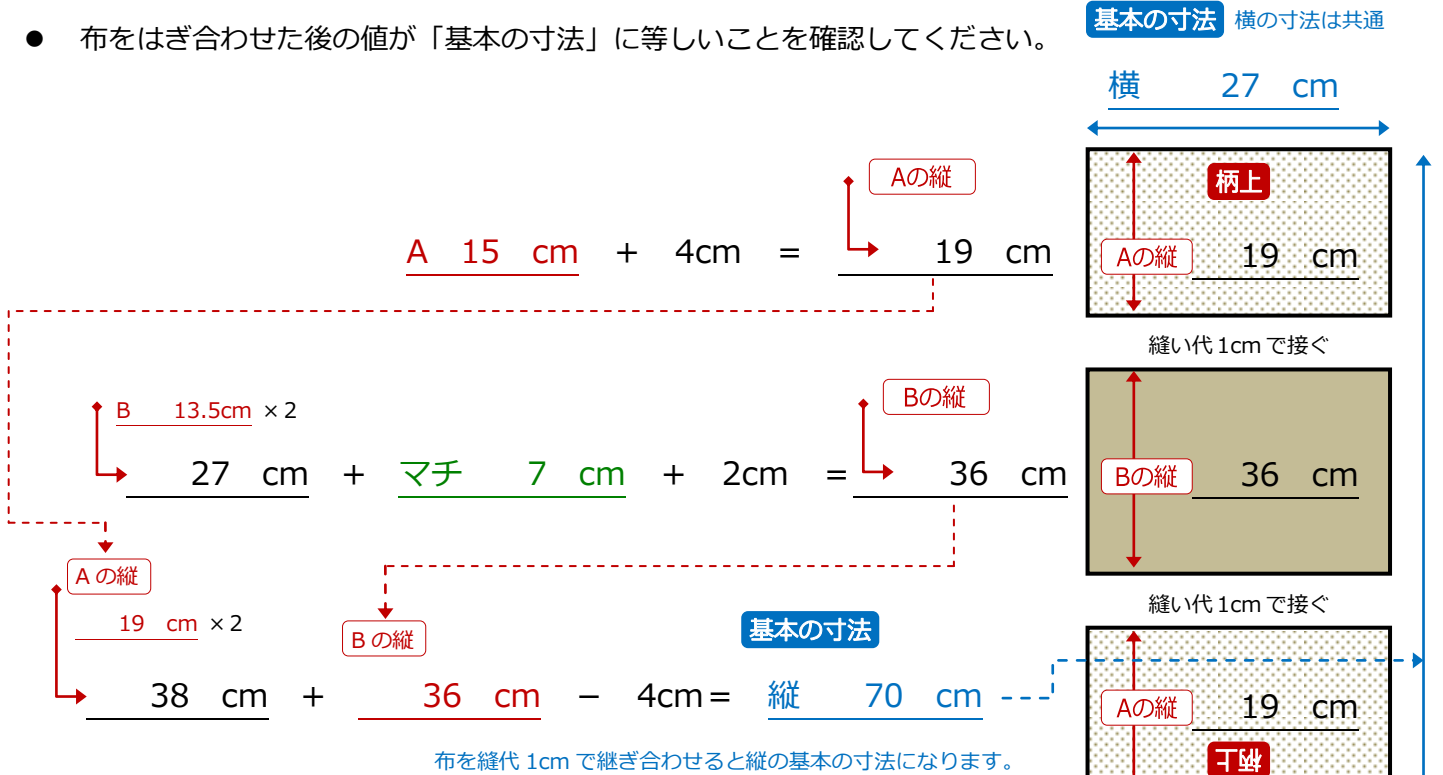 基本の寸法 横の寸法は共通
● 布をはぎ合わせた後の値が「基本の寸法」に等しいことを確認してください。
横 27 cm
Aの縦
柄上
A 15 cm + 4cm = 19 cm
Aの縦 19 cm
縫い代 1cm で接ぐ
Bの縦
B 13.5cm ×2
27 cm + マチ 7 cm + 2cm = 36 cm
Bの縦 36 cm
A の縦
縫い代 1cm で接ぐ
19 cm ×2
B の縦
基本の寸法
38 cm + 36 cm − 4cm = 縦 70 cm
Aの縦 19 cm
柄上
布を縫代 1cm で継ぎ合わせると縦の基本の寸法になります。